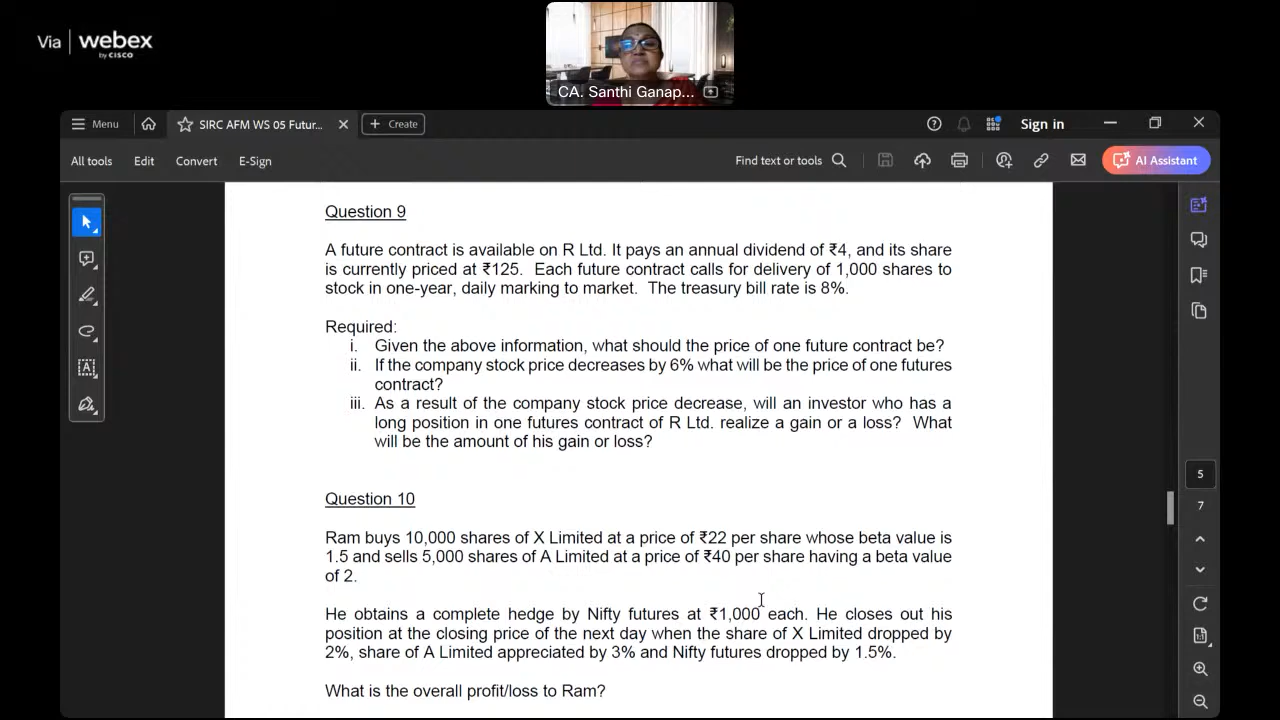 Via webex
by CISCO
CA. Santhi Ganap...
Menu
SIRC AFM WS 05 Futur...
Create
Sign in
All tools
Edit
Convert
E-Sign
Find text or tools
AI Assistant
Question 9
A future contract is available on R Ltd. It pays an annual dividend of ₹4, and its share
is currently priced at ₹125. Each future contract calls for delivery of 1,000 shares to
stock in one-year, daily marking to market. The treasury bill rate is 8%.
Required:
i. Given the above information, what should the price of one future contract be?
ii. If the company stock price decreases by 6% what will be the price of one futures
contract?
iii. As a result of the company stock price decrease, will an investor who has a
long position in one futures contract of R Ltd. realize a gain or a loss? What
will be the amount of his gain or loss?
Question 10
Ram buys 10,000 shares of X Limited at a price of ₹22 per share whose beta value is
1.5 and sells 5,000 shares of A Limited at a price of ₹40 per share having a beta value
of 2.
He obtains a complete hedge by Nifty futures at ₹1,000 each. He closes out his
position at the closing price of the next day when the share of X Limited dropped by
2%, share of A Limited appreciated by 3% and Nifty futures dropped by 1.5%.
What is the overall profit/loss to Ram?
5
7